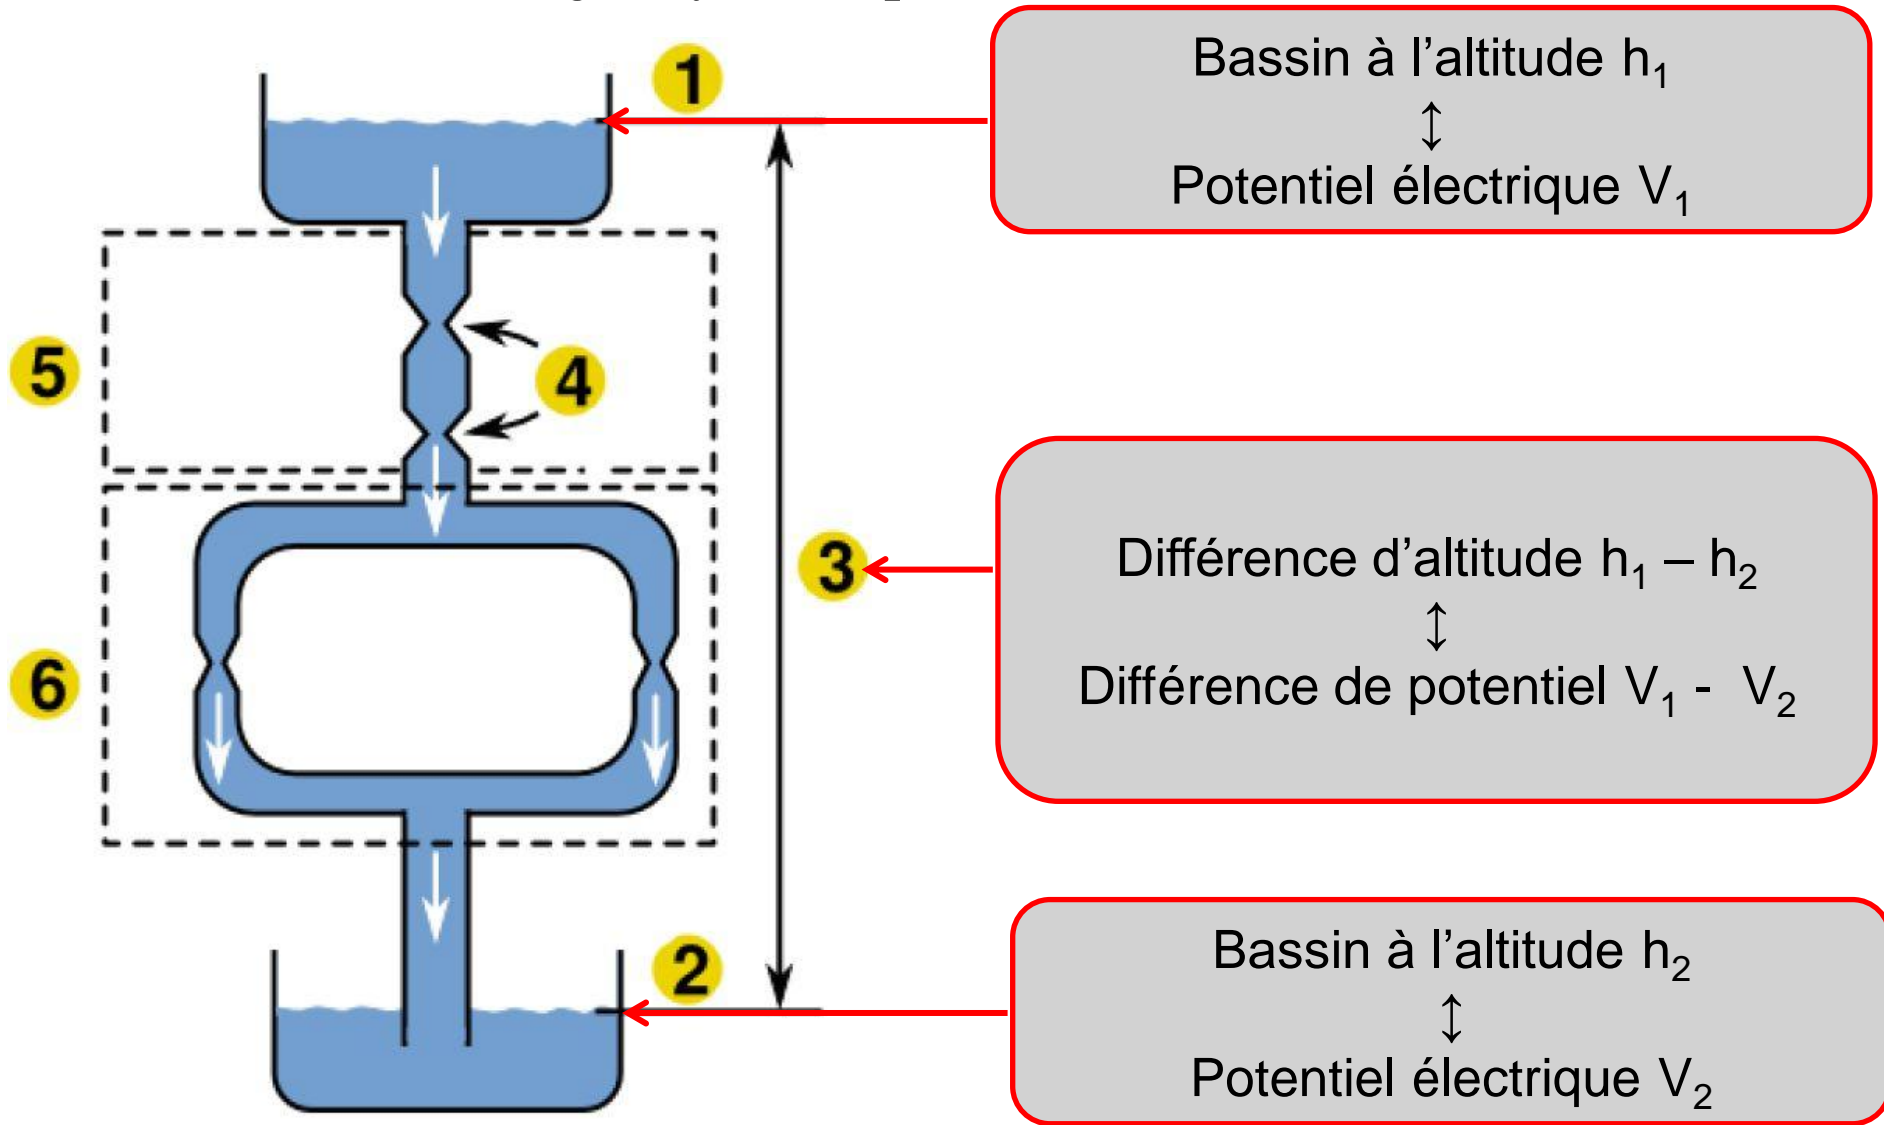 1
Bassin à l’altitude h₁
↕
Potentiel électrique V₁
5
4
3
Différence d’altitude h₁ – h₂
↕
Différence de potentiel V₁ - V₂
6
2
Bassin à l’altitude h₂
↕
Potentiel électrique V₂